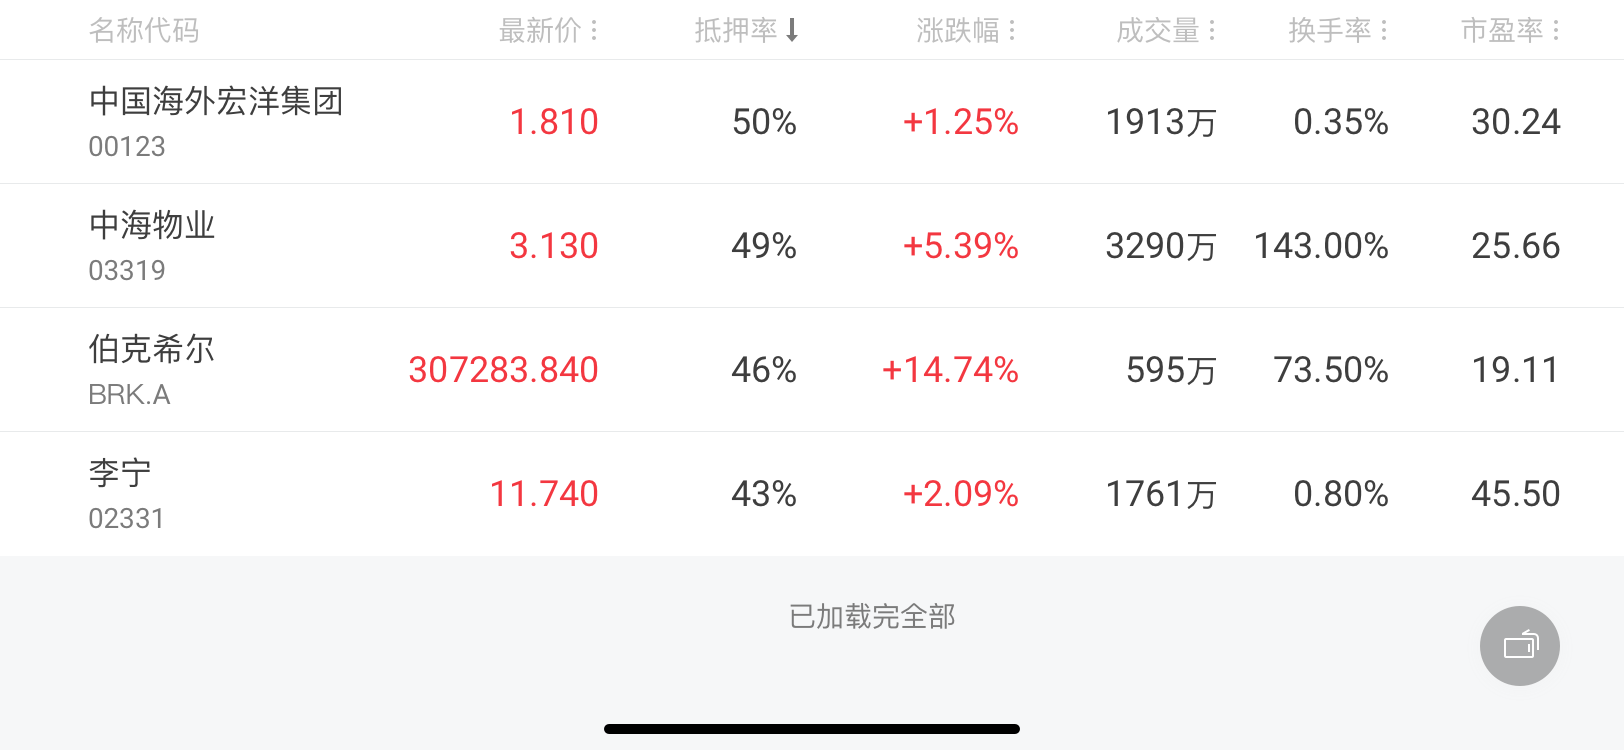 名称代码 最新价 抵押率 涨跌幅 成交量 换手率 市盈率
中国海外宏洋集团
00123 1.810 50% +1.25% 1913万 0.35% 30.24
中海物业
03319 3.130 49% +5.39% 3290万 143.00% 25.66
伯克希尔
BRK.A 307283.840 46% +14.74% 595万 73.50% 19.11
李宁
02331 11.740 43% +2.09% 1761万 0.80% 45.50
已加载完全部